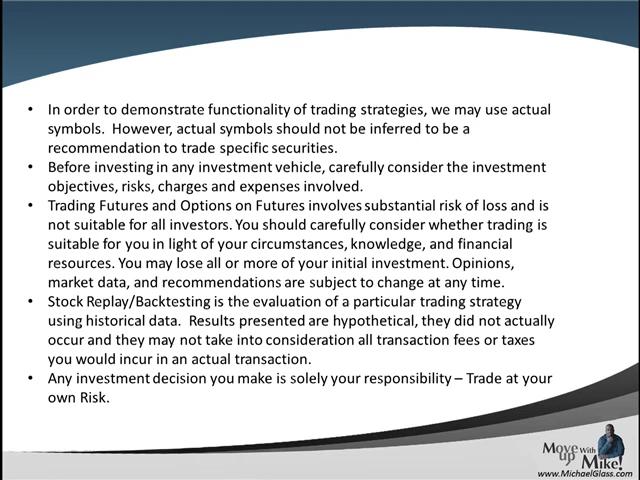 • In order to demonstrate functionality of trading strategies, we may use actual
symbols. However, actual symbols should not be inferred to be a
recommendation to trade specific securities.
• Before investing in any investment vehicle, carefully consider the investment
objectives, risks, charges and expenses involved.
• Trading Futures and Options on Futures involves substantial risk of loss and is
not suitable for all investors. You should carefully consider whether trading is
suitable for you in light of your circumstances, knowledge, and financial
resources. You may lose all or more of your initial investment. Opinions,
market data, and recommendations are subject to change at any time.
• Stock Replay/Backtesting is the evaluation of a particular trading strategy
using historical data. Results presented are hypothetical, they did not actually
occur and they may not take into consideration all transaction fees or taxes
you would incur in an actual transaction.
• Any investment decision you make is solely your responsibility – Trade at your
own Risk.
Move up With Mike!
www.MichaelGlass.com